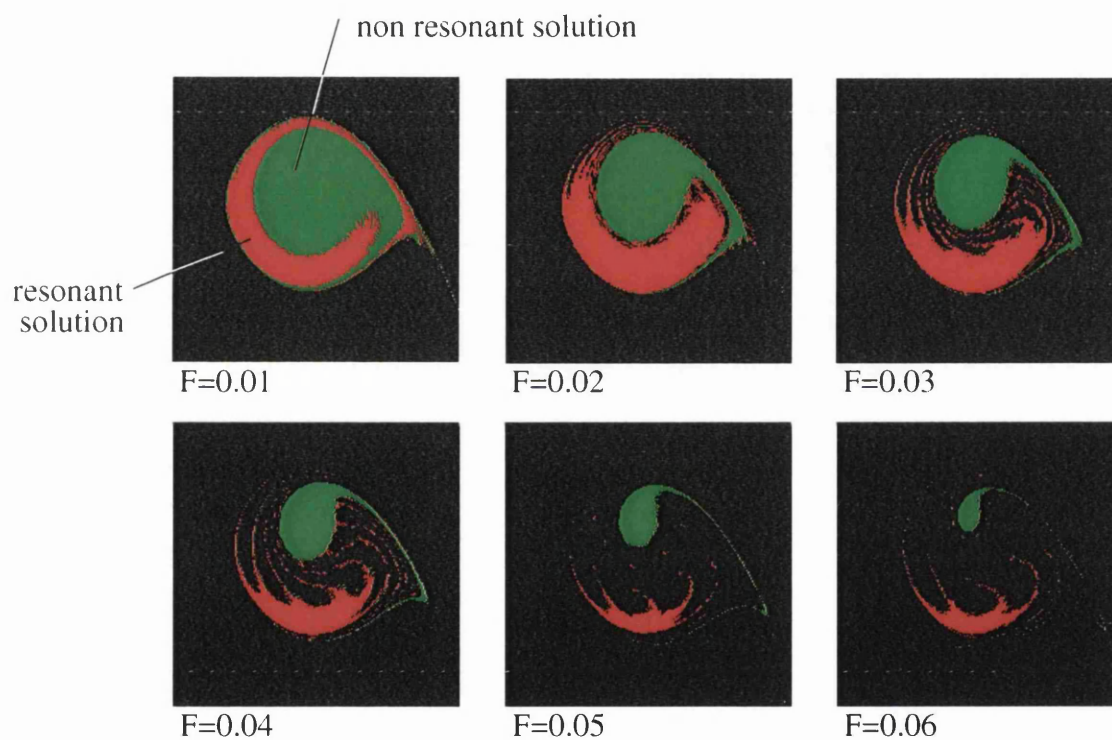 non resonant solution
resonant
solution
F=0.01
F=0.02
F=0.03
F=0.04
F=0.05
F=0.06